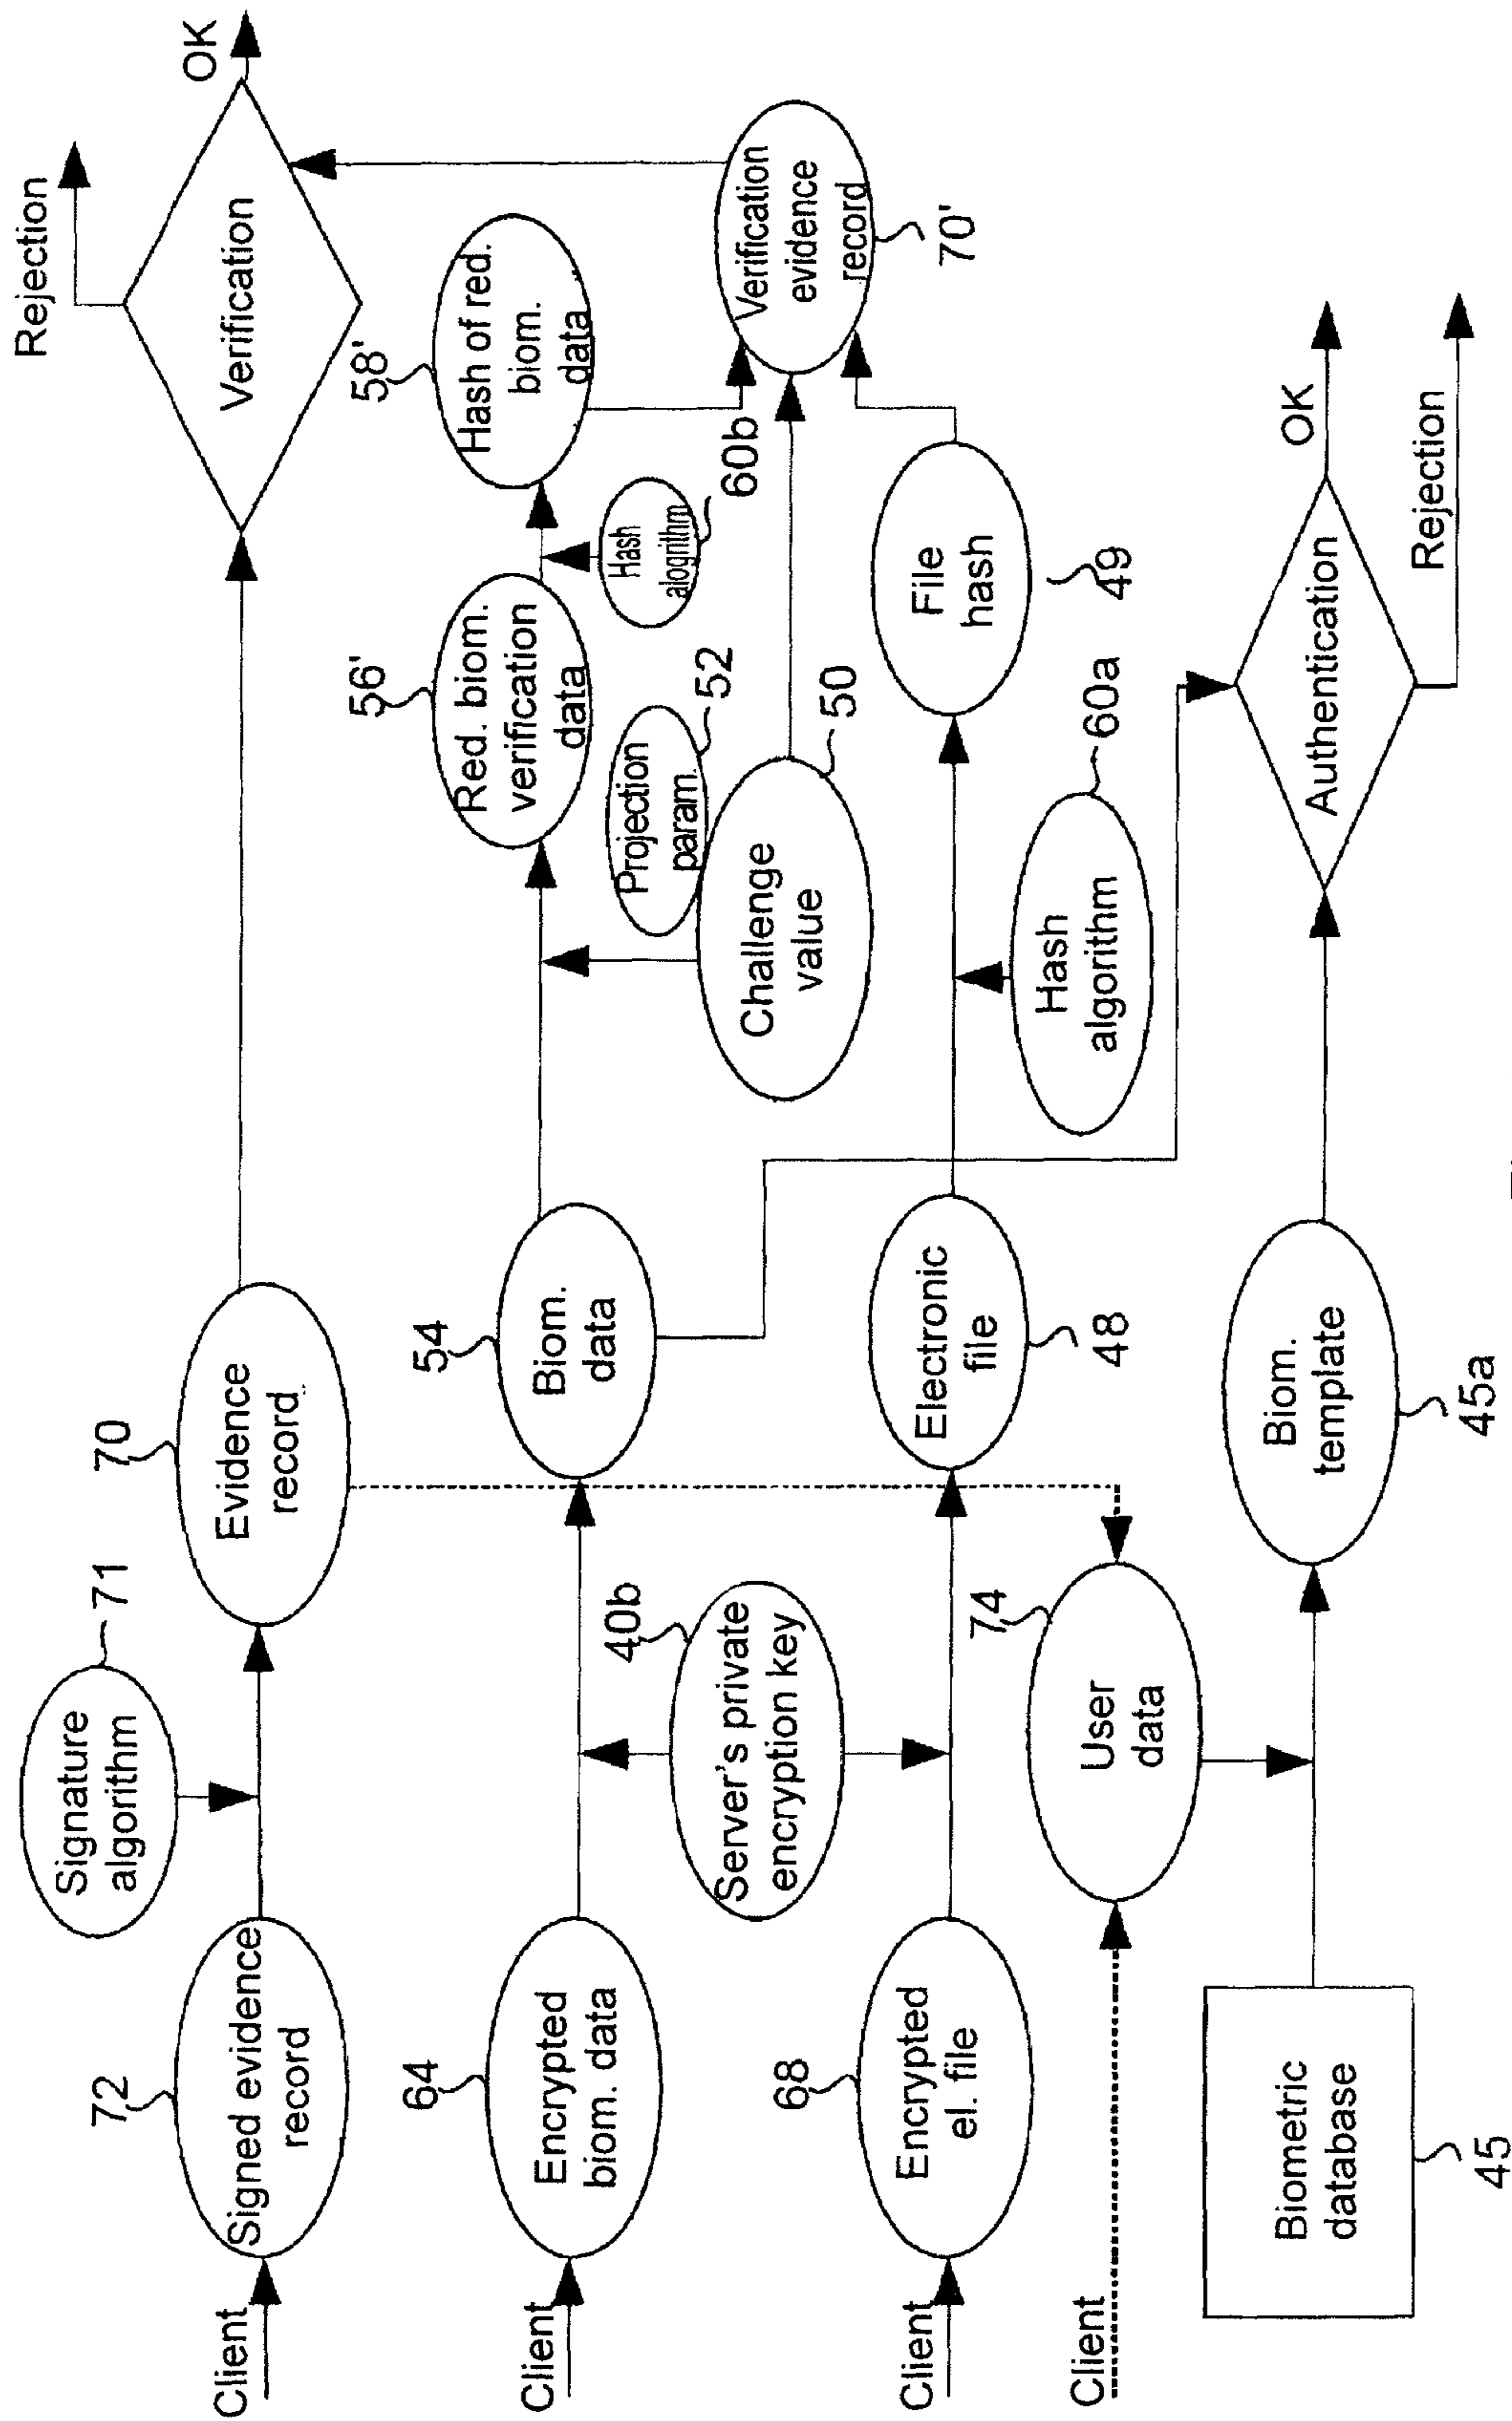 Client
72
Signed evidence
record
Signature
algorithm
71
70
Evidence
record
Verification
Rejection
OK
Client
64
Encrypted
biom. data
54
Biom.
data
56'
Red. biom.
verification
data
58'
Hash of red.
biom.
data
Hash
alogrithm
60b
Projection
param.
52
Challenge
value
50
Verification
evidence
record
70'
40b
Server's private
encryption key
Client
68
Encrypted
el. file
Electronic
file
48
File
hash
49
Hash
algorithm
60a
Client
74
User
data
Biometric
database
45
Biom.
template
45a
Authentication
OK
Rejection